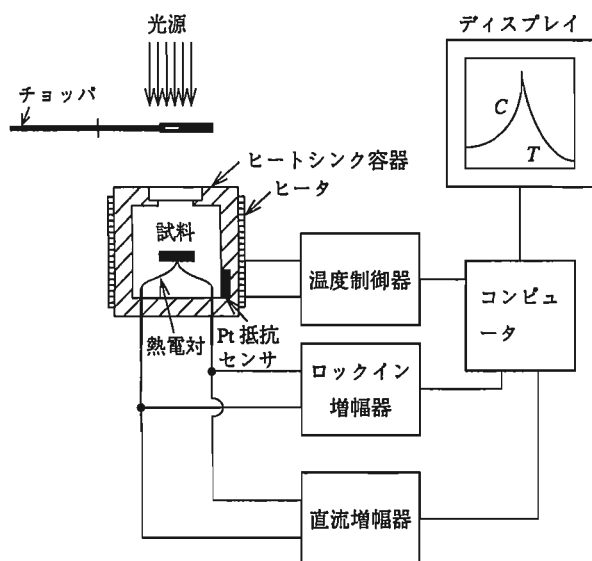 光源
ディスプレイ
チョッパ
C
T
ヒートシンク容器
ヒータ
試料
温度制御器
コンピュ
ータ
熱電対
Pt 抵抗
センサ
ロックイン
増幅器
直流増幅器